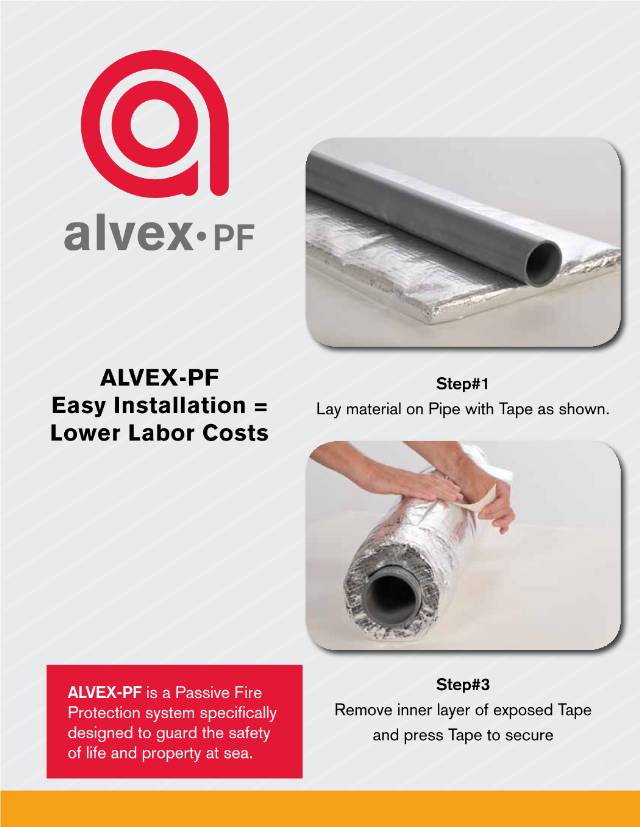 alvex·PF
ALVEX-PF
Easy Installation =
Lower Labor Costs
Step#1
Lay material on Pipe with Tape as shown.
Step#3
Remove inner layer of exposed Tape
and press Tape to secure
ALVEX-PF is a Passive Fire
Protection system specifically
designed to guard the safety
of life and property at sea.